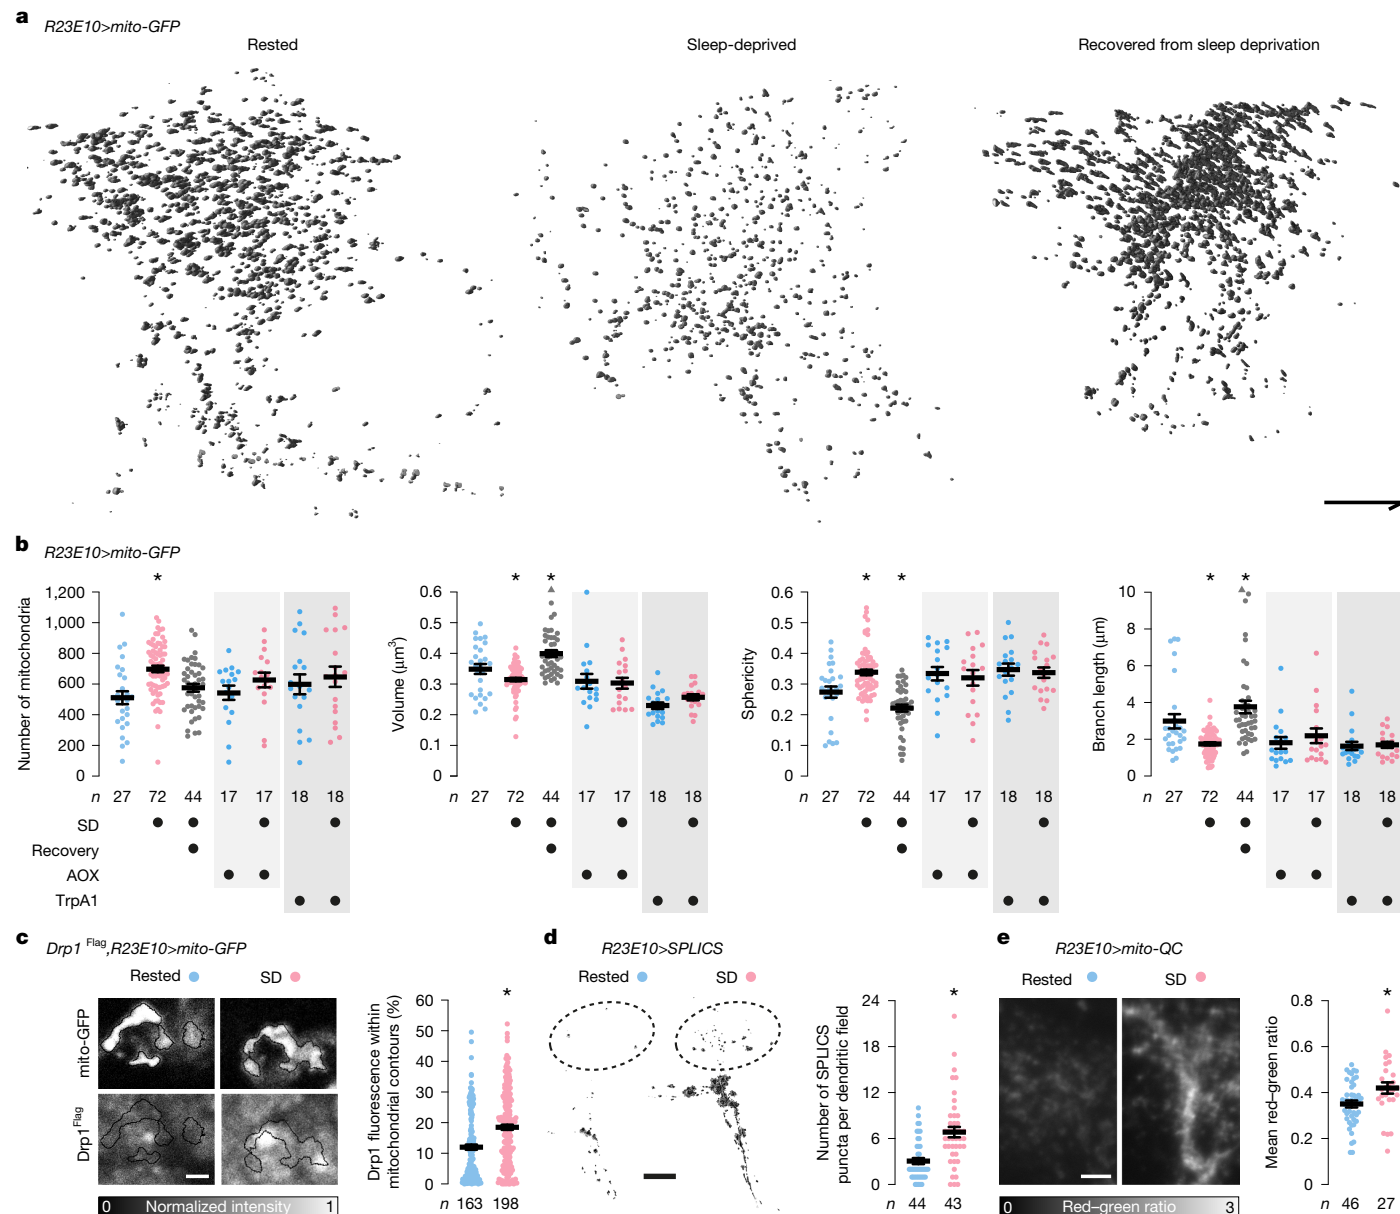 a
R23E10>mito-GFP
Rested Sleep-deprived Recovered from sleep deprivation
b
R23E10>mito-GFP
* * * * * * *
Number of mitochondria
1,200
1,000
800
600
400
200
0
Volume (μm³)
0.6
0.5
0.4
0.3
0.2
0.1
0
Sphericity
0.6
0.5
0.4
0.3
0.2
0.1
0
Branch length (μm)
10
8
6
4
2
0
n 27 72 44 17 17 18 18
n 27 72 44 17 17 18 18
n 27 72 44 17 17 18 18
n 27 72 44 17 17 18 18
SD
Recovery
AOX
TrpA1
c
Drp1 Flag,R23E10>mito-GFP
Rested SD
mito-GFP
Drp1Flag
0 Normalized intensity 1
*
Drp1 fluorescence within
mitochondrial contours (%)
60
50
40
30
20
10
0
n 163 198
d
R23E10>SPLICS
Rested SD
*
Number of SPLICS
puncta per dendritic field
24
18
12
6
0
n 44 43
e
R23E10>mito-QC
Rested SD
0 Red–green ratio 3
*
Mean red–green ratio
0.8
0.6
0.4
0.2
0
n 46 27